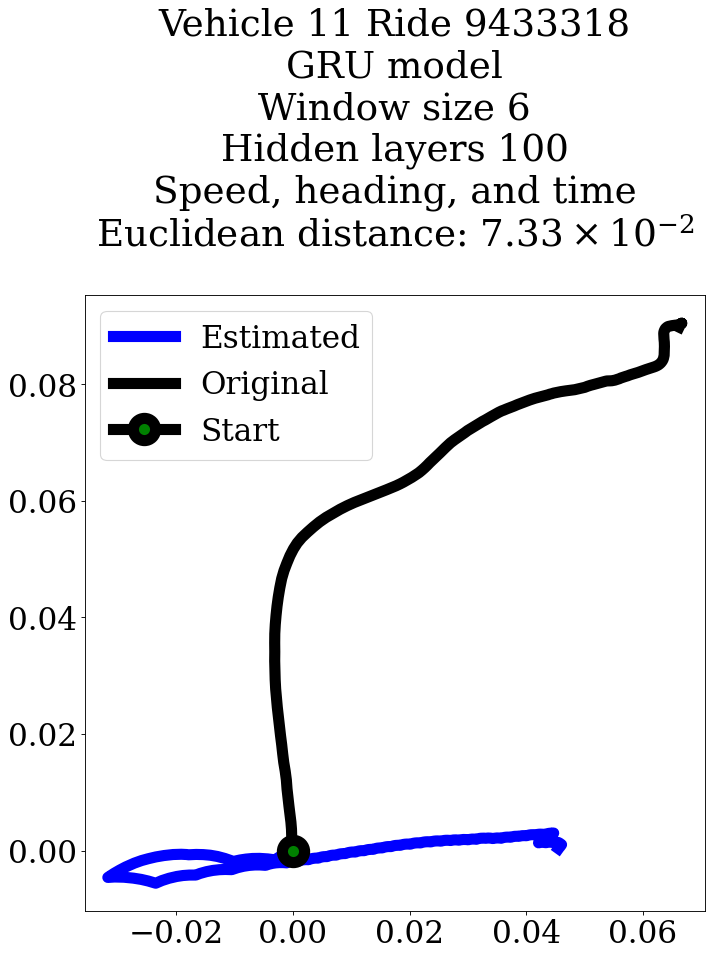 Vehicle 11 Ride 9433318
GRU model
Window size 6
Hidden layers 100
Speed, heading, and time
Euclidean distance: 7.33 × 10⁻²
Estimated
Original
Start
0.08
0.06
0.04
0.02
0.00
−0.02 0.00 0.02 0.04 0.06